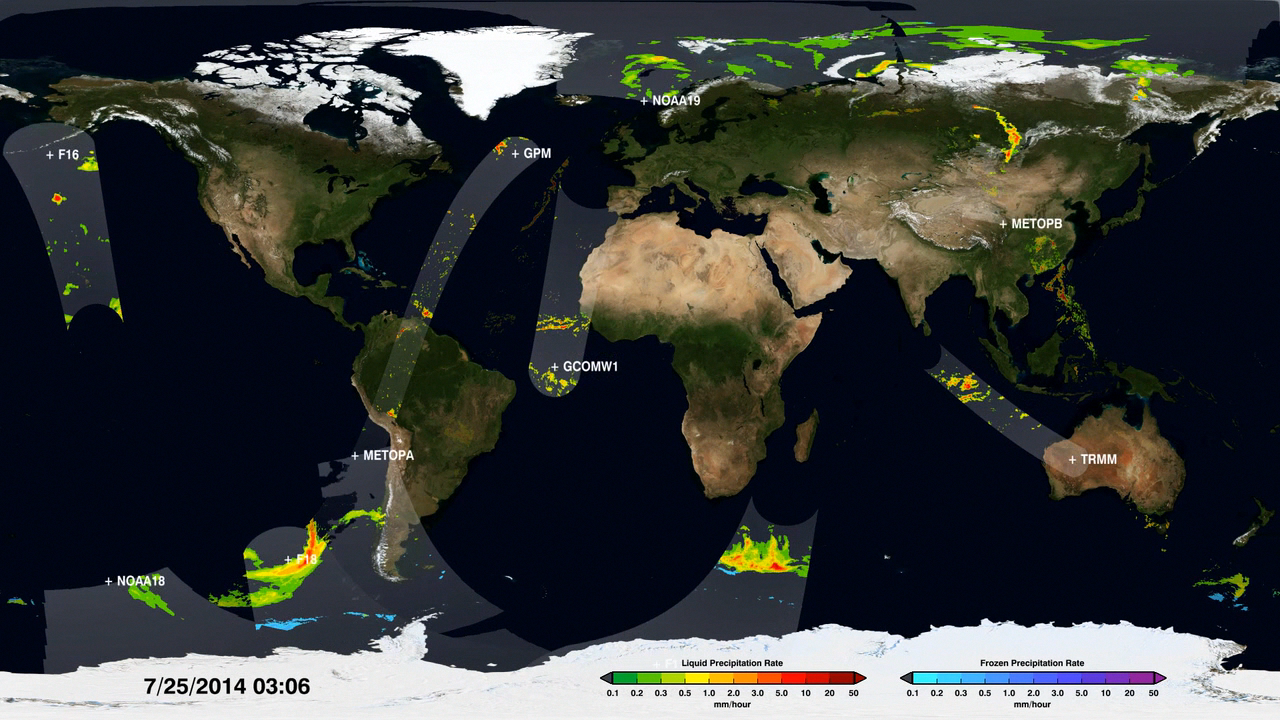 + NOAA19
+ F16
+ GPM
+ METOPB
+ GCOMW1
+ METOPA
+ TRMM
+ F18
+ NOAA18
7/25/2014 03:06
Liquid Precipitation Rate
0.1 0.2 0.3 0.5 1.0 2.0 3.0 5.0 10 20 50
mm/hour
Frozen Precipitation Rate
0.1 0.2 0.3 0.5 1.0 2.0 3.0 5.0 10 20 50
mm/hour